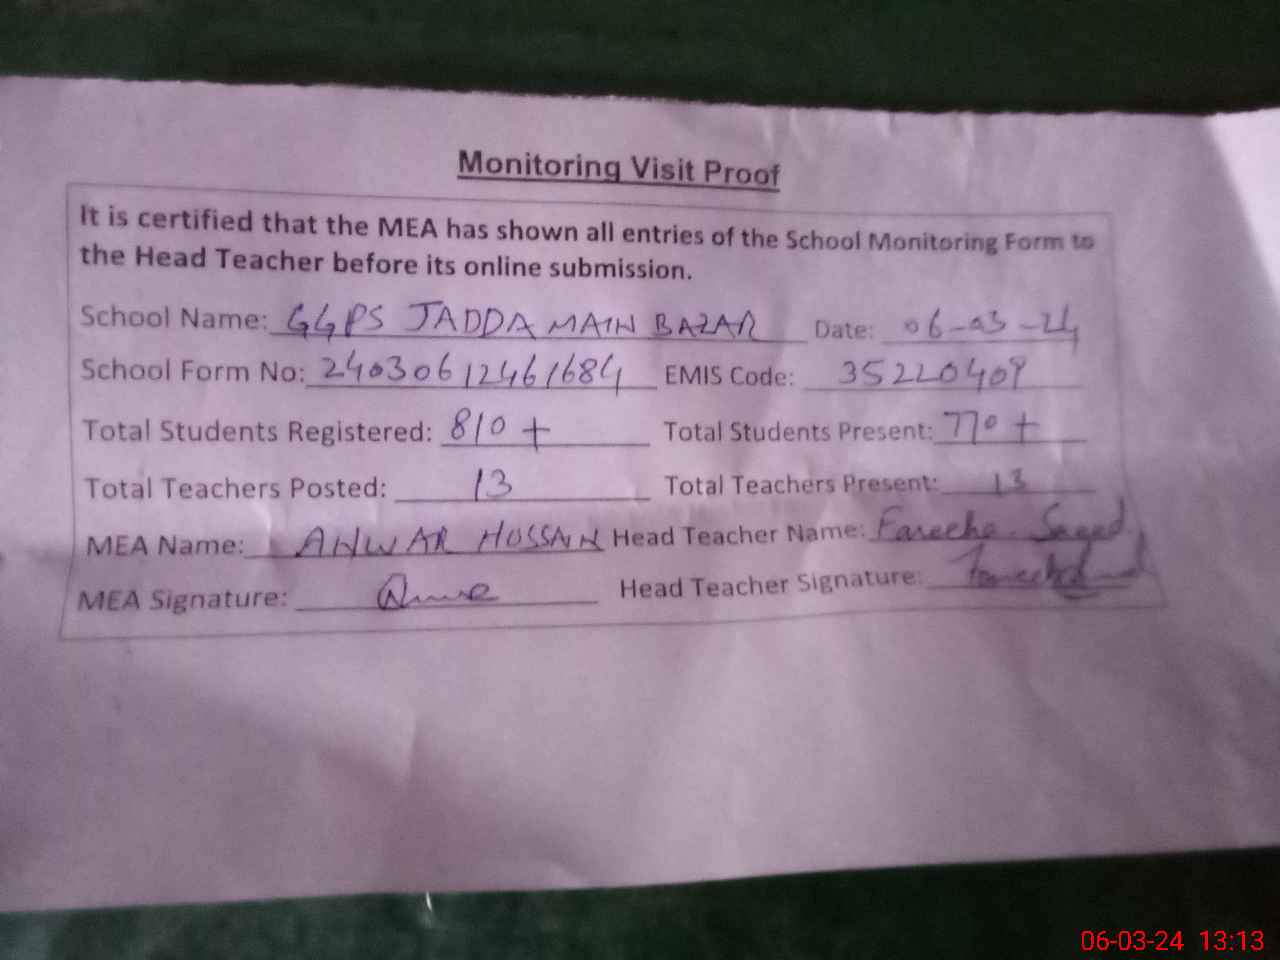 Monitoring Visit Proof
It is certified that the MEA has shown all entries of the School Monitoring Form to
the Head Teacher before its online submission.
School Name: GGPS JADDA MAIN BAZAR Date: 06-03-24
School Form No: 240306124616​84 EMIS Code: 35220409
Total Students Registered: 810 + Total Students Present: 770 +
Total Teachers Posted: 13 Total Teachers Present: 13
MEA Name: ANWAR HUSSAIN Head Teacher Name: Fareeha Saeed
MEA Signature: Head Teacher Signature:
06-03-24 13:13